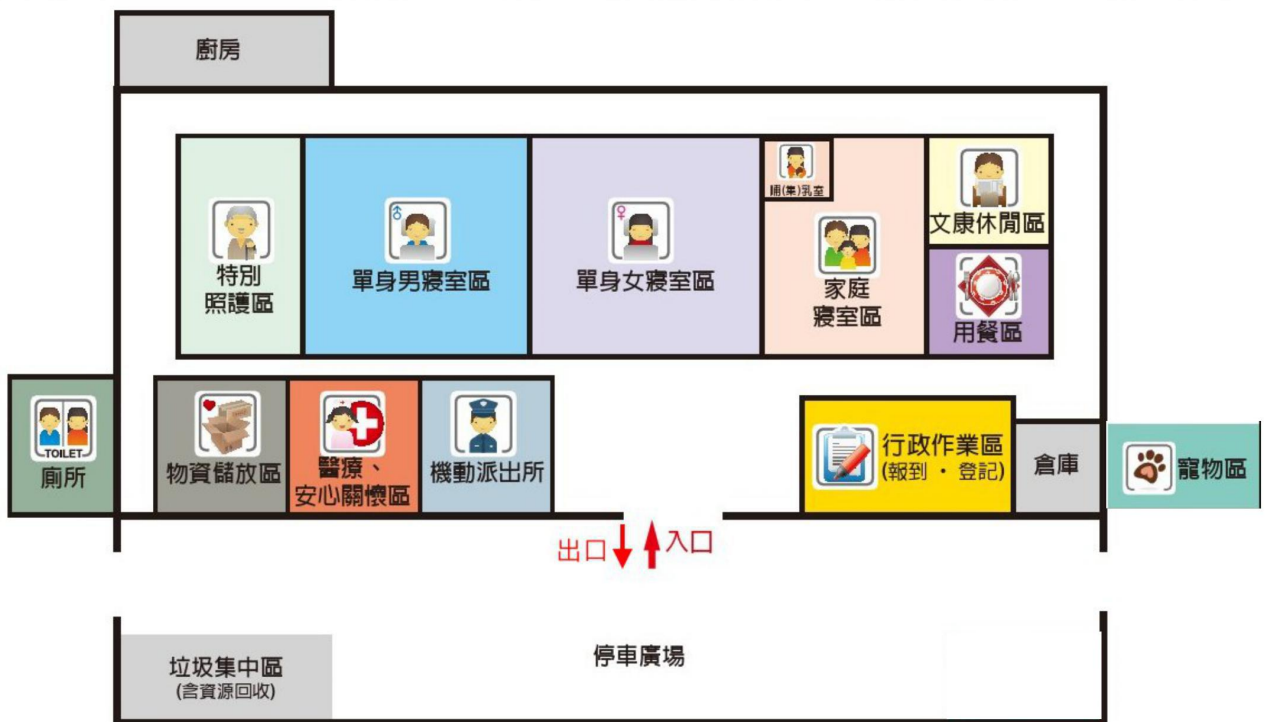 廚房
哺(集)乳室
文康休閒區
特別
照護區
單身男寢室區
單身女寢室區
家庭
寢室區
用餐區
TOILET
廁所
物資儲放區
醫療、
安心關懷區
機動派出所
行政作業區
(報到 · 登記)
倉庫
寵物區
出口
入口
垃圾集中區
(含資源回收)
停車廣場